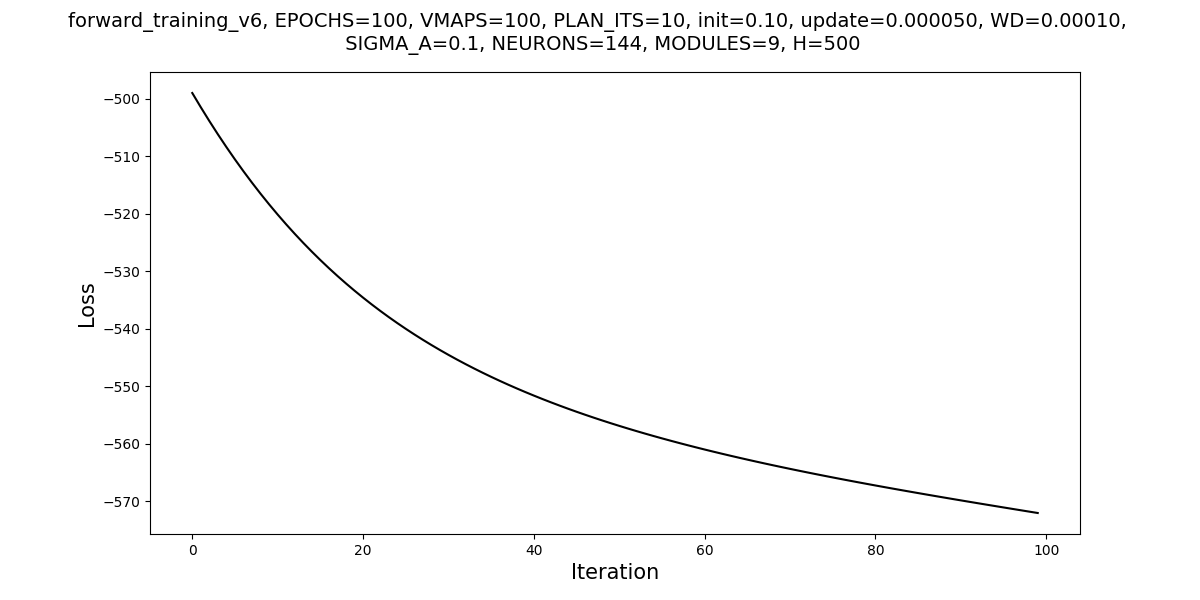 forward_training_v6, EPOCHS=100, VMAPS=100, PLAN_ITS=10, init=0.10, update=0.000050, WD=0.00010,
SIGMA_A=0.1, NEURONS=144, MODULES=9, H=500
Loss
−500
−510
−520
−530
−540
−550
−560
−570
0 20 40 60 80 100
Iteration